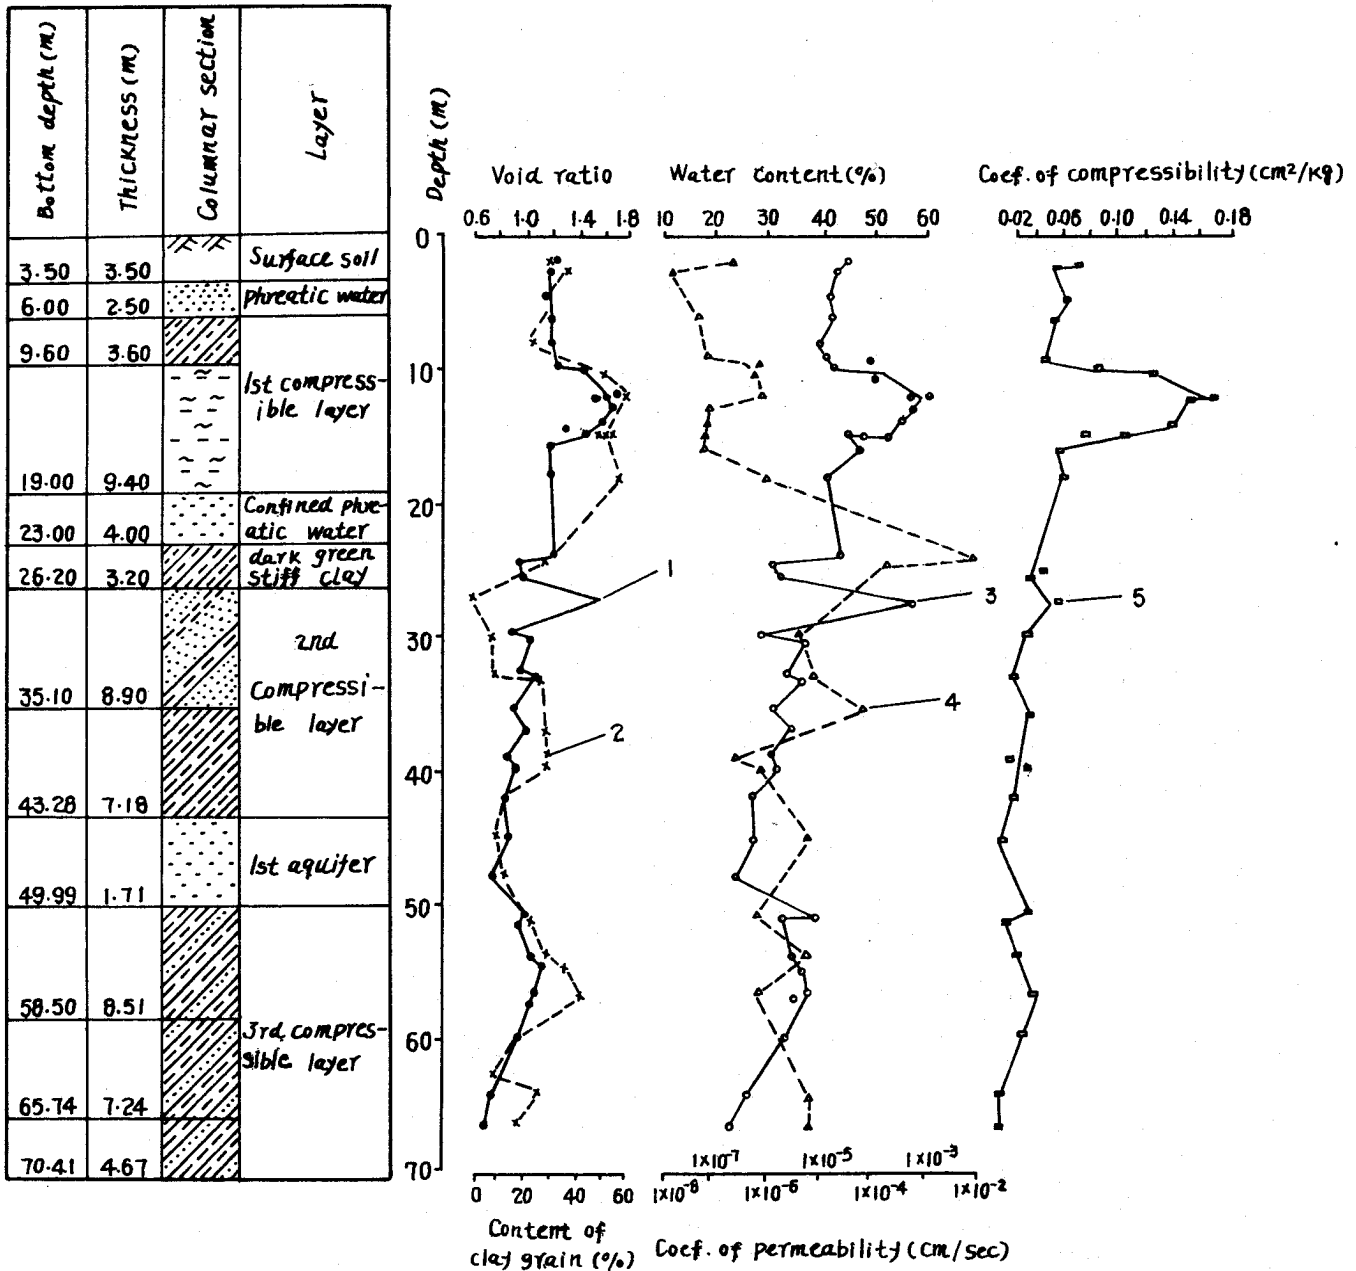 Bottom depth (m)
Thickness (m)
Columnar section
Layer
Depth (m)
Void ratio
Water content (%)
Coef. of compressibility (cm²/kg)
0.6 1.0 1.4 1.8
10 20 30 40 50 60
0.02 0.06 0.10 0.14 0.18
3.50 3.50 Surface soil
6.00 2.50 phreatic water
9.60 3.60
1st compress-
ible layer
19.00 9.40
Confined phre-
atic water
23.00 4.00
dark green
stiff clay
26.20 3.20
2nd
Compressi-
ble layer
35.10 8.90
43.28 7.18
1st aquifer
49.99 1.71
58.50 8.51
3rd compres-
sible layer
65.74 7.24
70.41 4.67
0
10
20
30
40
50
60
70
1
2
3
4
5
1×10⁻⁷ 1×10⁻⁵ 1×10⁻³
0 20 40 60
1×10⁻⁸ 1×10⁻⁶ 1×10⁻⁴ 1×10⁻²
Content of
clay grain (%)
Coef. of permeability (cm/sec)